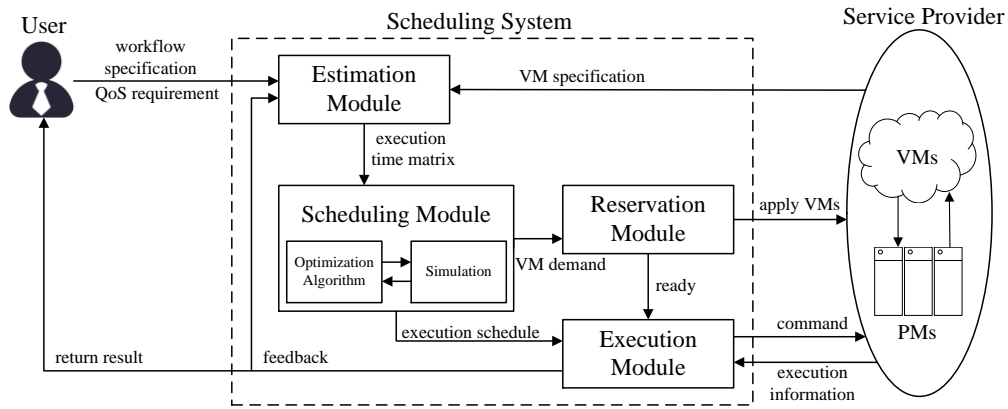 User
Scheduling System
Service Provider
workflow
specification
QoS requirement
Estimation
Module
VM specification
execution
time matrix
VMs
Scheduling Module
Optimization
Algorithm
Simulation
VM demand
Reservation
Module
apply VMs
ready
PMs
execution schedule
Execution
Module
command
execution
information
return result
feedback